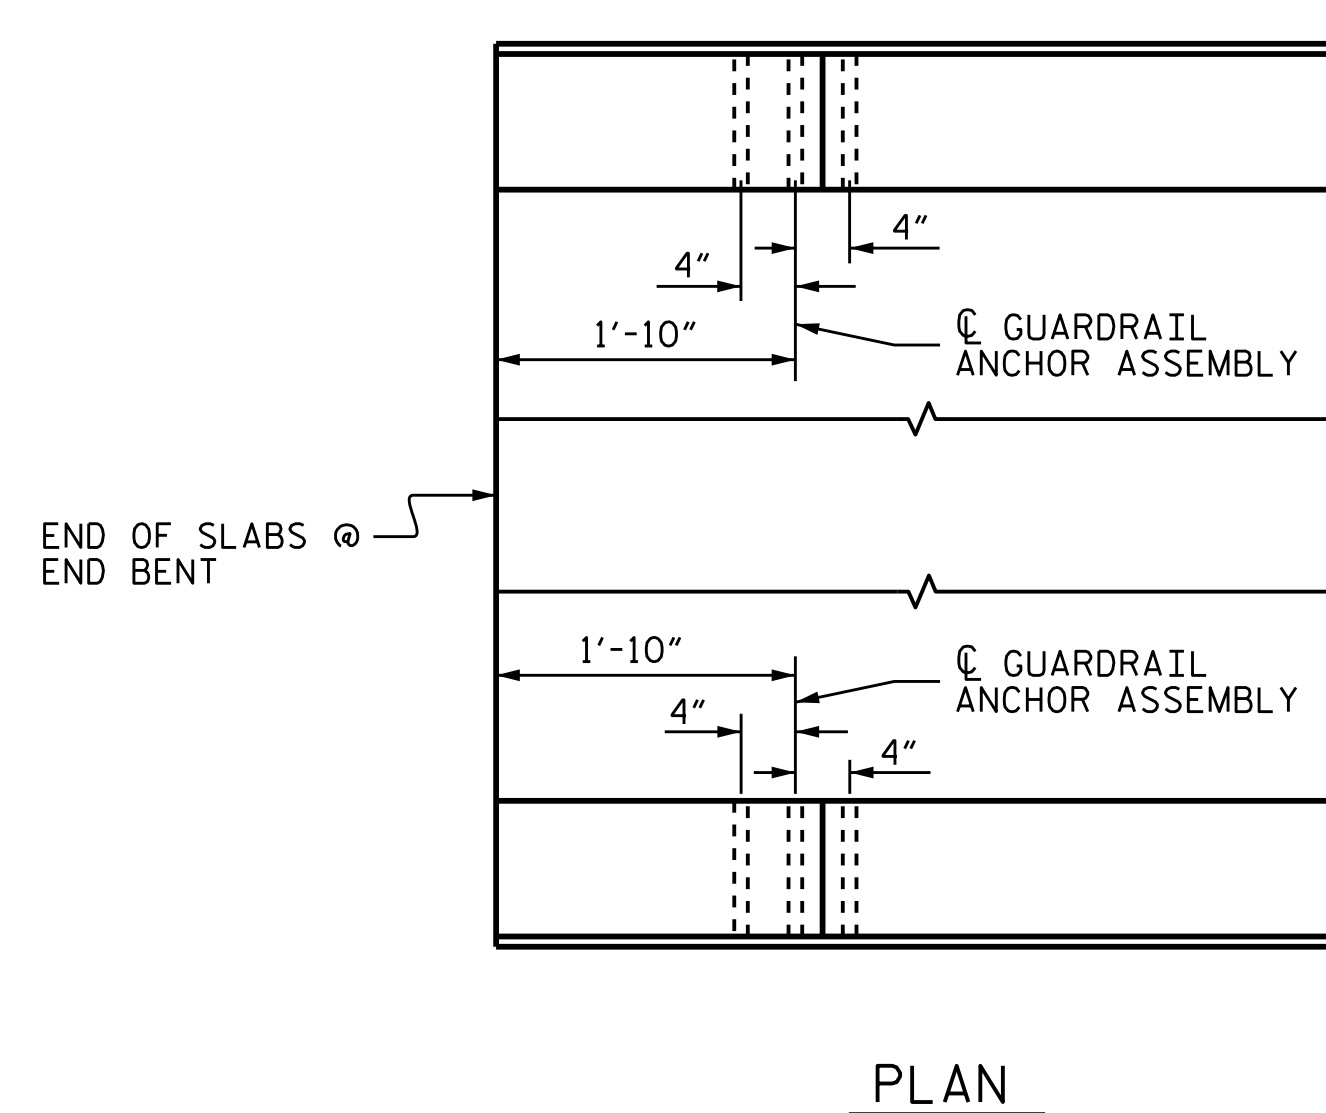 4"
4"
1'-10"
℄ GUARDRAIL
ANCHOR ASSEMBLY
END OF SLABS @
END BENT
1'-10"
℄ GUARDRAIL
ANCHOR ASSEMBLY
4"
4"
PLAN